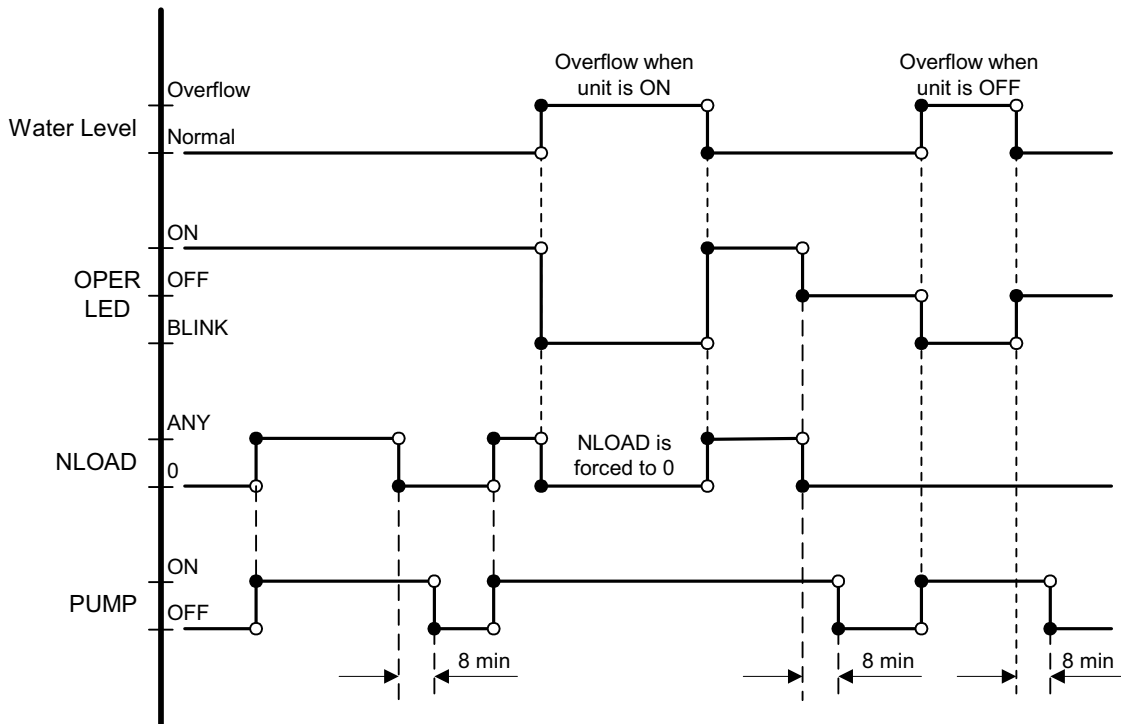 Overflow when
unit is ON
Overflow when
unit is OFF
Overflow
Water Level
Normal
ON
OPER
LED
OFF
BLINK
ANY
NLOAD
0
NLOAD is
forced to 0
ON
PUMP
OFF
8 min
8 min
8 min